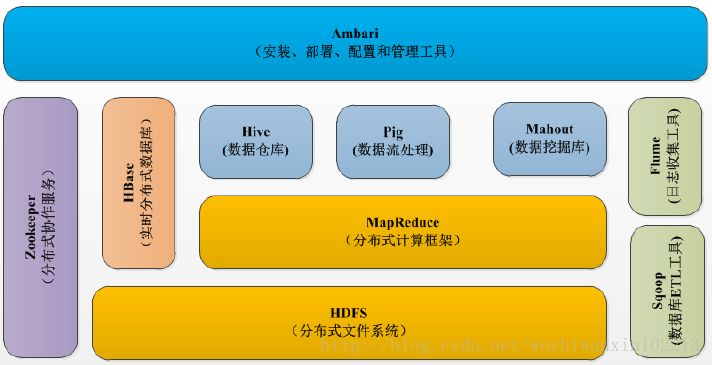 Ambari
(安装、部署、配置和管理工具)
Zookeeper
(分布式协作服务)
HBase
(实时分布式数据库)
Hive
(数据仓库)
Pig
(数据流处理)
Mahout
(数据挖掘库)
Flume
(日志收集工具)
MapReduce
(分布式计算框架)
Sqoop
(数据库ETL工具)
HDFS
(分布式文件系统)